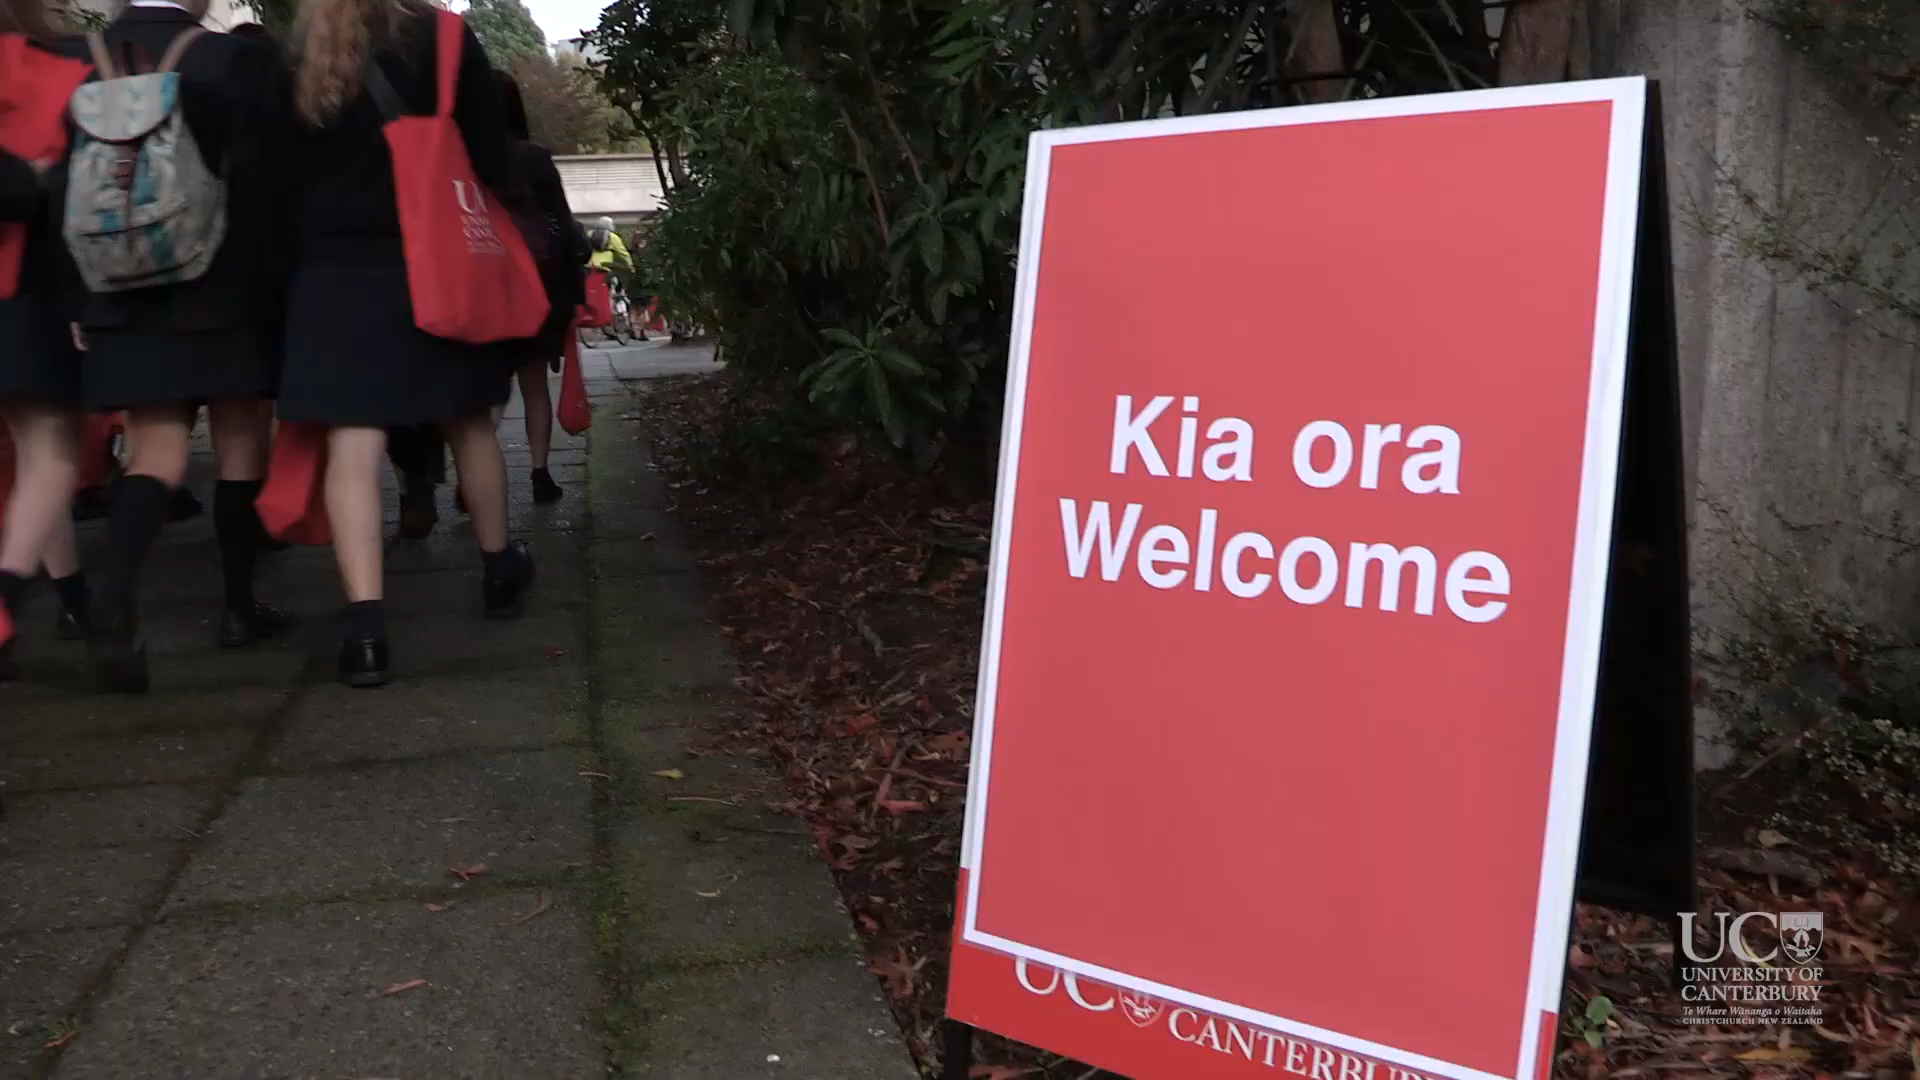 Kia ora
Welcome
UC
CANTERBURY
UC
UNIVERSITY OF
CANTERBURY
Te Whare Wānanga o Waitaha
CHRISTCHURCH NEW ZEALAND